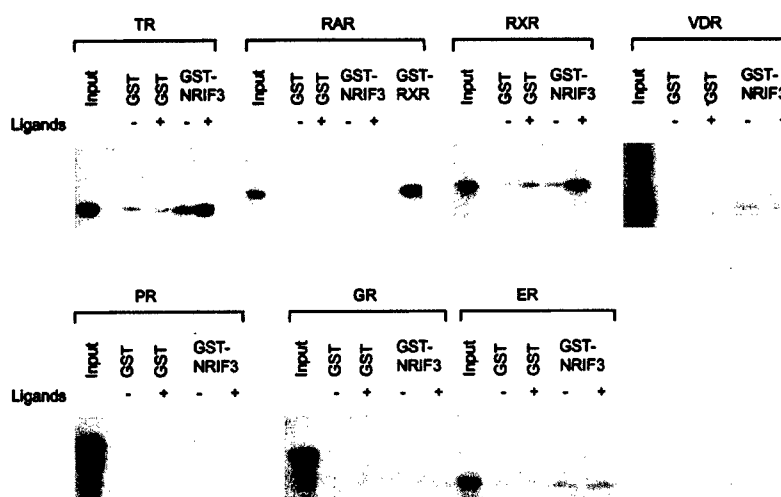 TR RAR RXR VDR
Input GST GST GST-NRIF3 Input GST GST GST-NRIF3 GST-RXR Input GST GST GST-NRIF3 Input GST GST GST-NRIF3
Ligands - + - + - + - + - + - + - + - +
PR GR ER
Input GST GST GST-NRIF3 Input GST GST GST-NRIF3 Input GST GST GST-NRIF3
Ligands - + - + - + - + - + - +